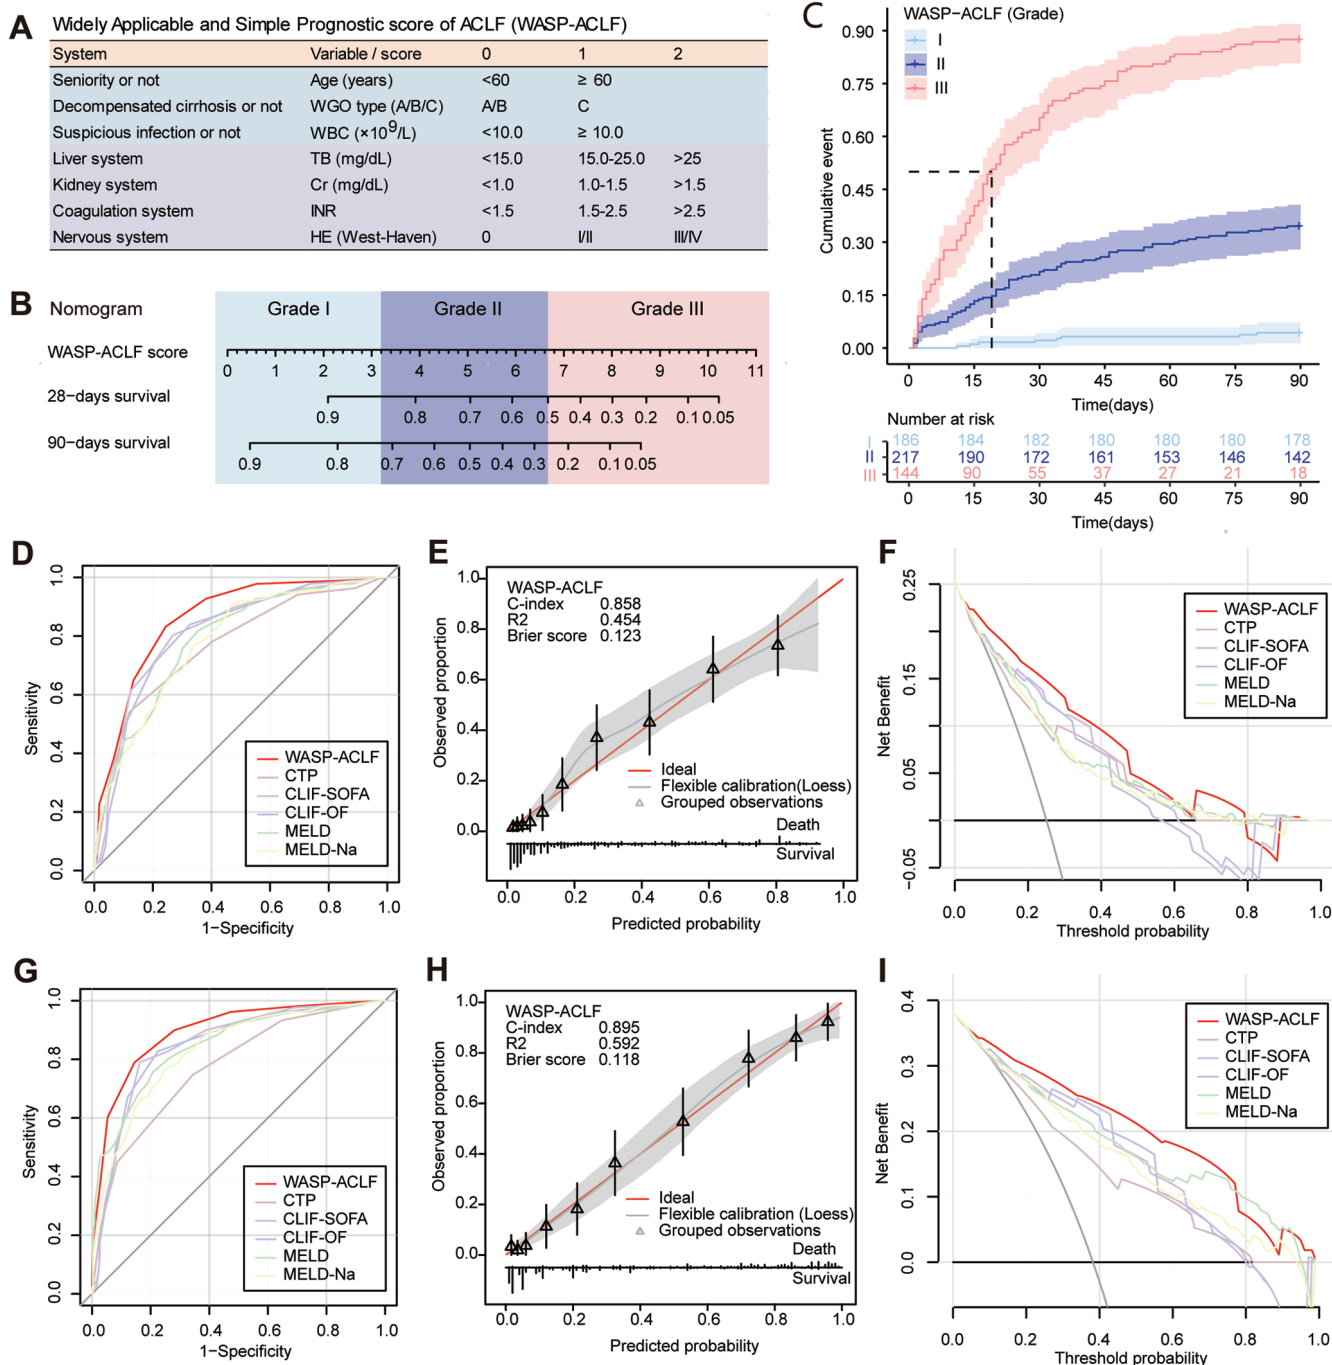 A
Widely Applicable and Simple Prognostic score of ACLF (WASP-ACLF)
System Variable / score 0 1 2
Seniority or not Age (years) <60 ≥ 60
Decompensated cirrhosis or not WGO type (A/B/C) A/B C
Suspicious infection or not WBC (×10^9/L) <10.0 ≥ 10.0
Liver system TB (mg/dL) <15.0 15.0-25.0 >25
Kidney system Cr (mg/dL) <1.0 1.0-1.5 >1.5
Coagulation system INR <1.5 1.5-2.5 >2.5
Nervous system HE (West-Haven) 0 I/II III/IV
B
Nomogram Grade I Grade II Grade III
WASP-ACLF score
0 1 2 3 4 5 6 7 8 9 10 11
28−days survival
0.9 0.8 0.7 0.6 0.5 0.4 0.3 0.2 0.1 0.05
90−days survival
0.9 0.8 0.7 0.6 0.5 0.4 0.3 0.2 0.1 0.05
C
WASP−ACLF (Grade)
I
II
III
Cumulative event
0.90
0.75
0.60
0.45
0.30
0.15
0.00
0 15 30 45 60 75 90
Time(days)
Number at risk
I 186 184 182 180 180 180 178
II 217 190 172 161 153 146 142
III 144 90 55 37 27 21 18
0 15 30 45 60 75 90
Time(days)
D
Sensitivity
1.0
0.8
0.6
0.4
0.2
0.0
WASP-ACLF
CTP
CLIF-SOFA
CLIF-OF
MELD
MELD-Na
0.0 0.2 0.4 0.6 0.8 1.0
1−Specificity
E
Observed proportion
1.0
0.8
0.6
0.4
0.2
0.0
WASP-ACLF
C-index 0.858
R2 0.454
Brier score 0.123
Ideal
Flexible calibration(Loess)
Grouped observations
Death
Survival
0.0 0.2 0.4 0.6 0.8 1.0
Predicted probability
F
Net Benefit
0.25
0.15
0.05
−0.05
WASP-ACLF
CTP
CLIF-SOFA
CLIF-OF
MELD
MELD-Na
0.0 0.2 0.4 0.6 0.8 1.0
Threshold probability
G
Sensitivity
1.0
0.8
0.6
0.4
0.2
0.0
WASP-ACLF
CTP
CLIF-SOFA
CLIF-OF
MELD
MELD-Na
0.0 0.2 0.4 0.6 0.8 1.0
1−Specificity
H
Observed proportion
1.0
0.8
0.6
0.4
0.2
0.0
WASP-ACLF
C-index 0.895
R2 0.592
Brier score 0.118
Ideal
Flexible calibration (Loess)
Grouped observations
Death
Survival
0.0 0.2 0.4 0.6 0.8 1.0
Predicted probability
I
Net Benefit
0.4
0.3
0.2
0.1
0.0
WASP-ACLF
CTP
CLIF-SOFA
CLIF-OF
MELD
MELD-Na
0.0 0.2 0.4 0.6 0.8 1.0
Threshold probability